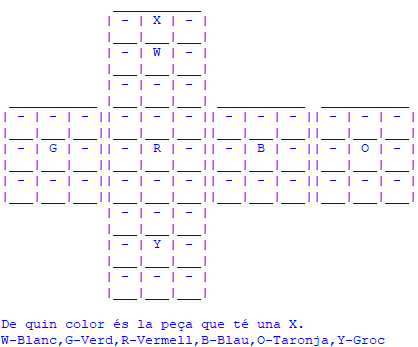 - X -
- W -
- - -
- - - - - - - - - - - -
- G - - R - - B - - O -
- - - - - - - - - - - -
- - -
- Y -
- - -
De quin color és la peça que té una X.
W-Blanc,G-Verd,R-Vermell,B-Blau,O-Taronja,Y-Groc